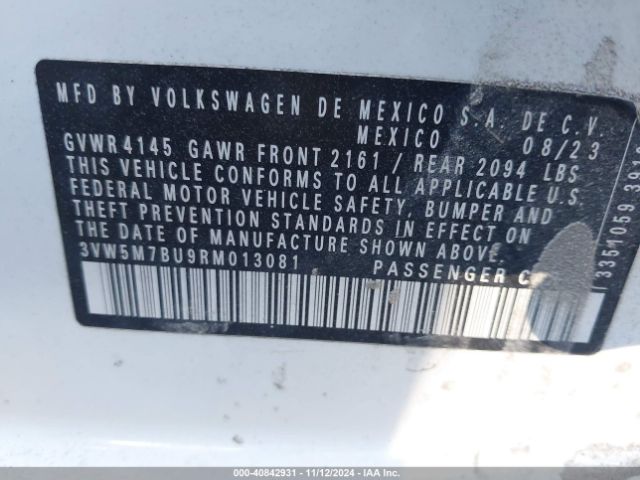 MFD BY VOLKSWAGEN DE MEXICO S.A. DE C.V.
MEXICO 08/23
GVWR 4145 GAWR FRONT 2161 / REAR 2094 LBS
THIS VEHICLE CONFORMS TO ALL APPLICABLE U.S.
FEDERAL MOTOR VEHICLE SAFETY, BUMPER AND
THEFT PREVENTION STANDARDS IN EFFECT ON
THE DATE OF MANUFACTURE SHOWN ABOVE.
3VW5M7BU9RM013081 PASSENGER C
3351059
000-40842931 - 11/12/2024 - IAA Inc.